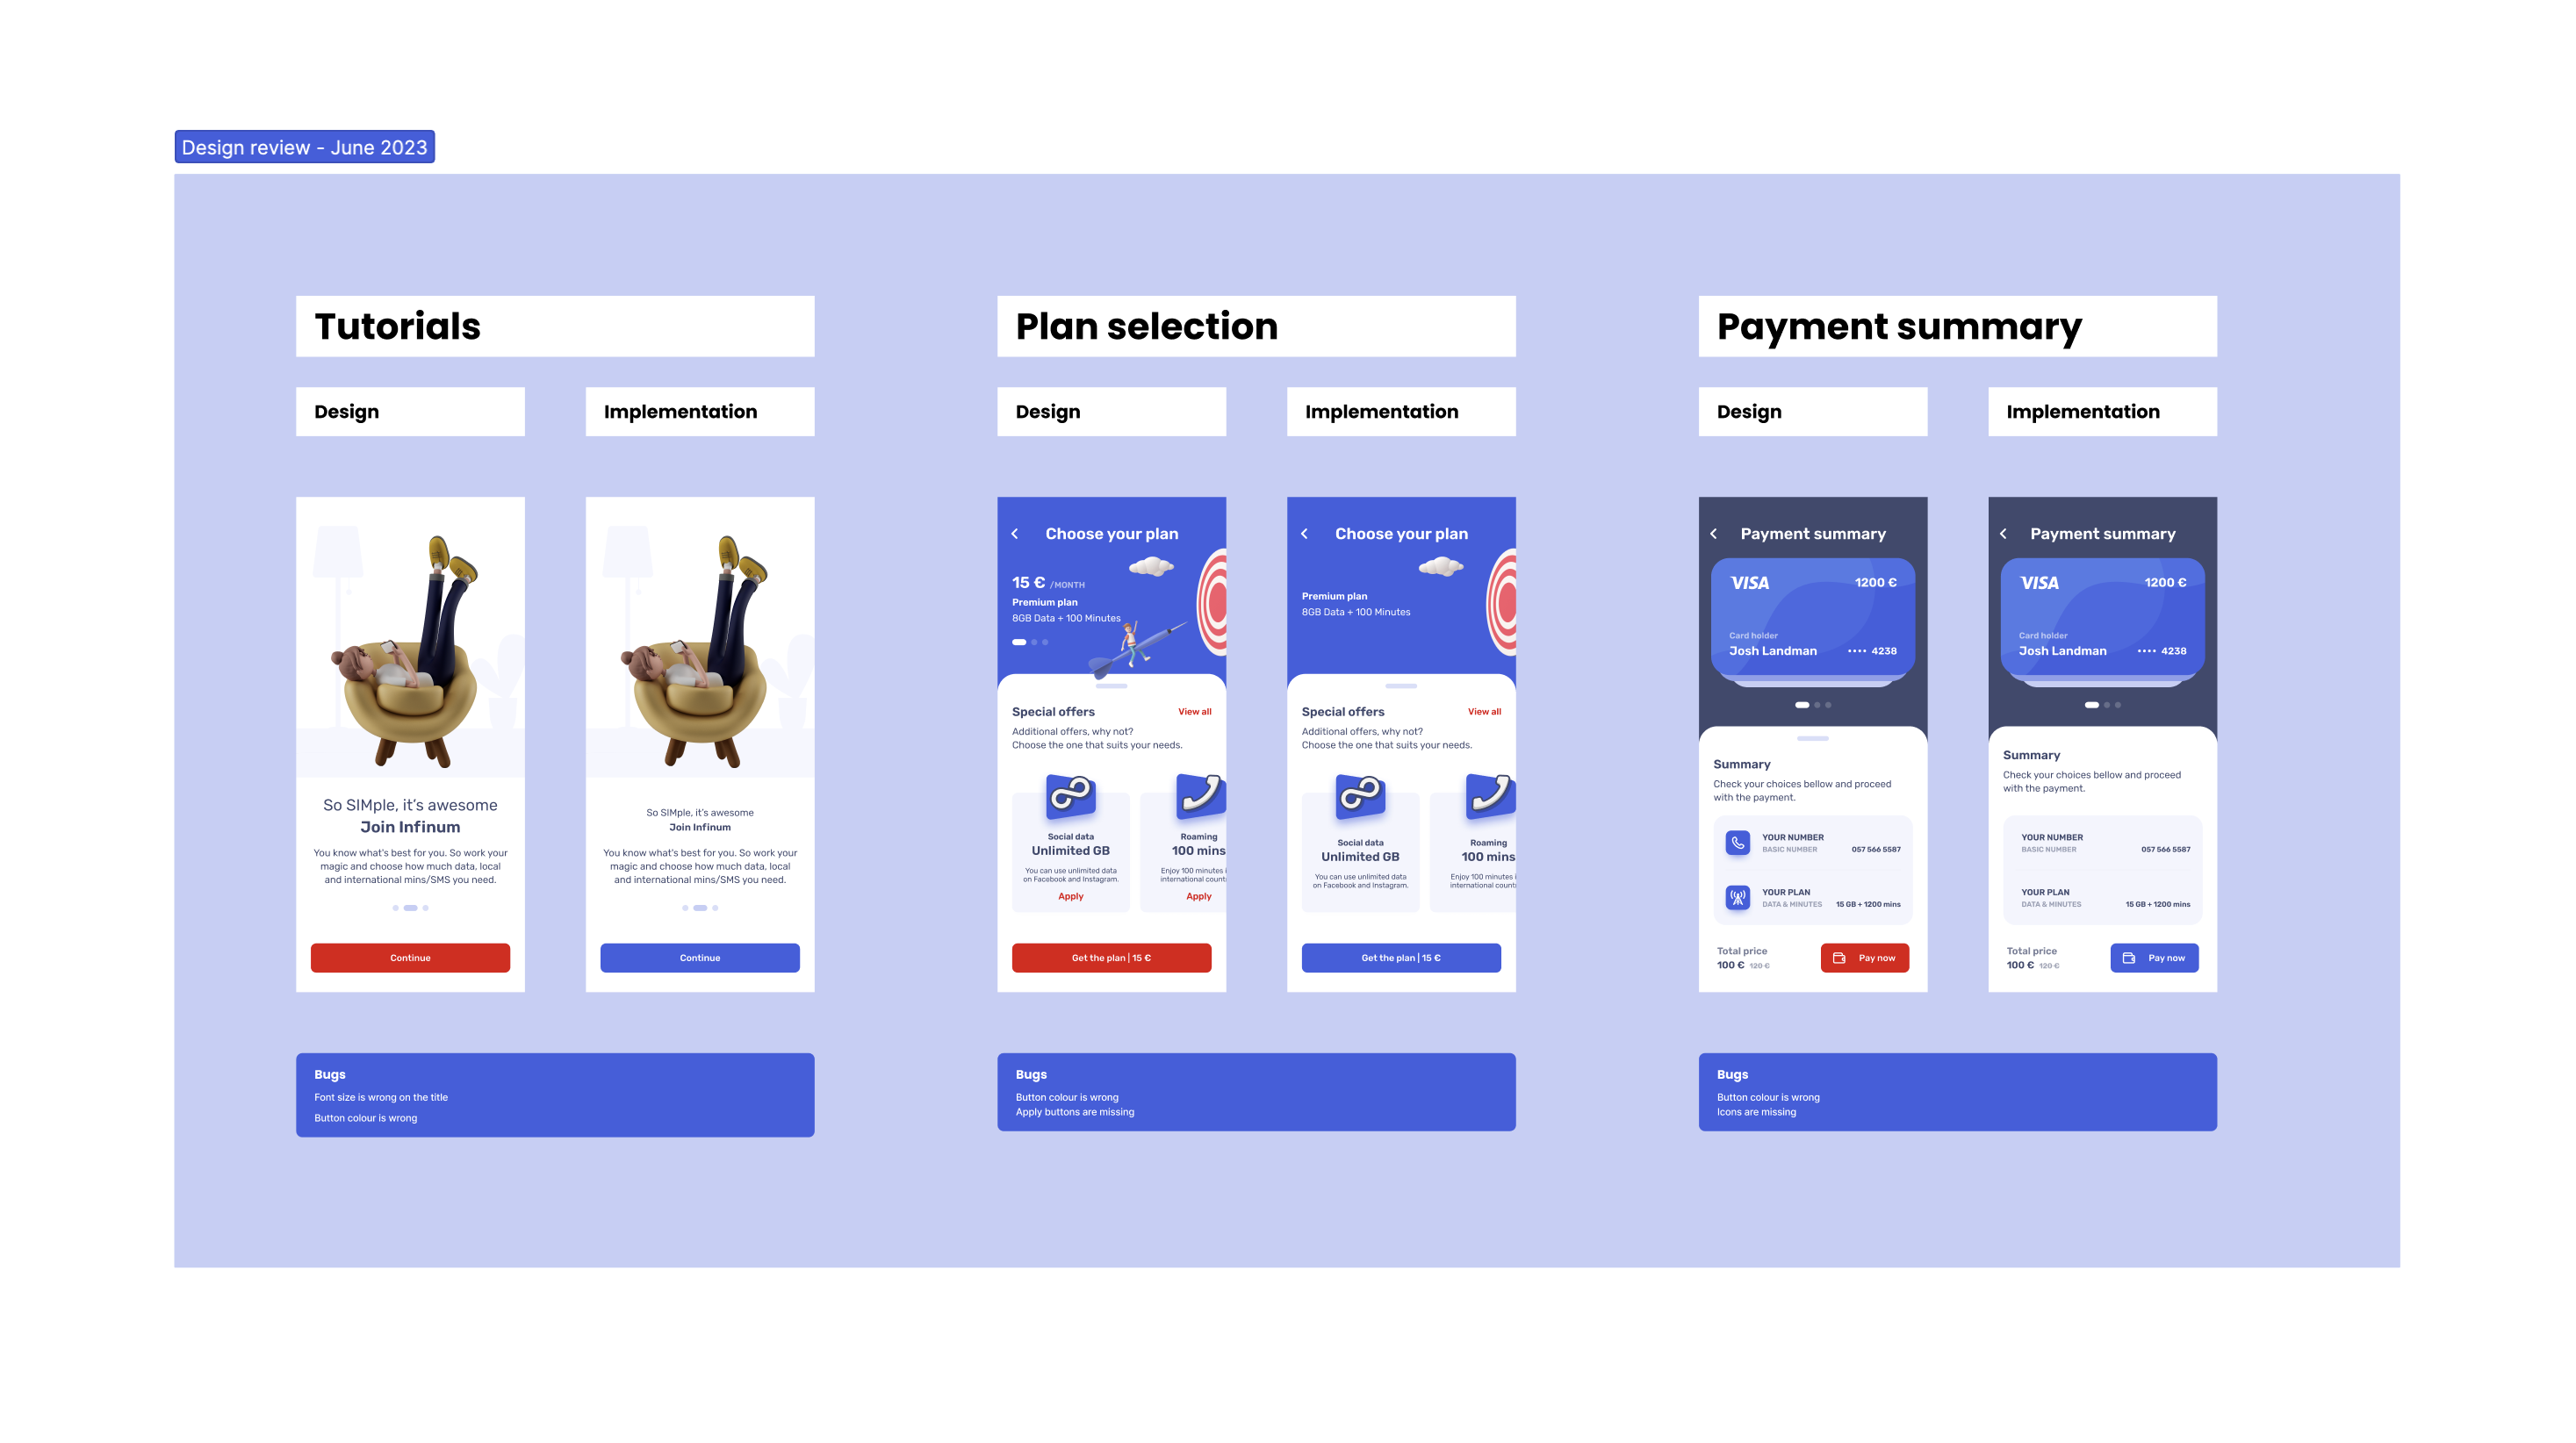 Design review - June 2023
Tutorials
Design
Implementation
So SIMple, it's awesome
Join Infinum
You know what's best for you. So work your
magic and choose how much data, local
and international mins/SMS you need.
Continue
So SIMple, it's awesome
Join Infinum
You know what's best for you. So work your
magic and choose how much data, local
and international mins/SMS you need.
Continue
Bugs
Font size is wrong on the title
Button colour is wrong
Plan selection
Design
Implementation
Choose your plan
15 € /MONTH
Premium plan
8GB Data + 100 Minutes
Special offers View all
Additional offers, why not?
Choose the one that suits your needs.
Social data
Unlimited GB
You can use unlimited data
on Facebook and Instagram.
Apply
Roaming
100 mins
Enjoy 100 minutes
international
Apply
Get the plan | 15 €
Choose your plan
Premium plan
8GB Data + 100 Minutes
Special offers View all
Additional offers, why not?
Choose the one that suits your needs.
Social data
Unlimited GB
You can use unlimited data
on Facebook and Instagram.
Roaming
100 mins
Enjoy 100 minutes
international
Get the plan | 15 €
Bugs
Button colour is wrong
Apply buttons are missing
Payment summary
Design
Implementation
Payment summary
VISA 1200 €
Card holder
Josh Landman •••• 4238
Summary
Check your choices bellow and proceed
with the payment.
YOUR NUMBER
BASIC NUMBER 057 566 5587
YOUR PLAN
DATA & MINUTES 15 GB + 1200 mins
Total price
100 € 120 €
Pay now
Payment summary
VISA 1200 €
Card holder
Josh Landman •••• 4238
Summary
Check your choices bellow and proceed
with the payment.
YOUR NUMBER
BASIC NUMBER 057 566 5587
YOUR PLAN
DATA & MINUTES 15 GB + 1200 mins
Total price
100 € 120 €
Pay now
Bugs
Button colour is wrong
Icons are missing